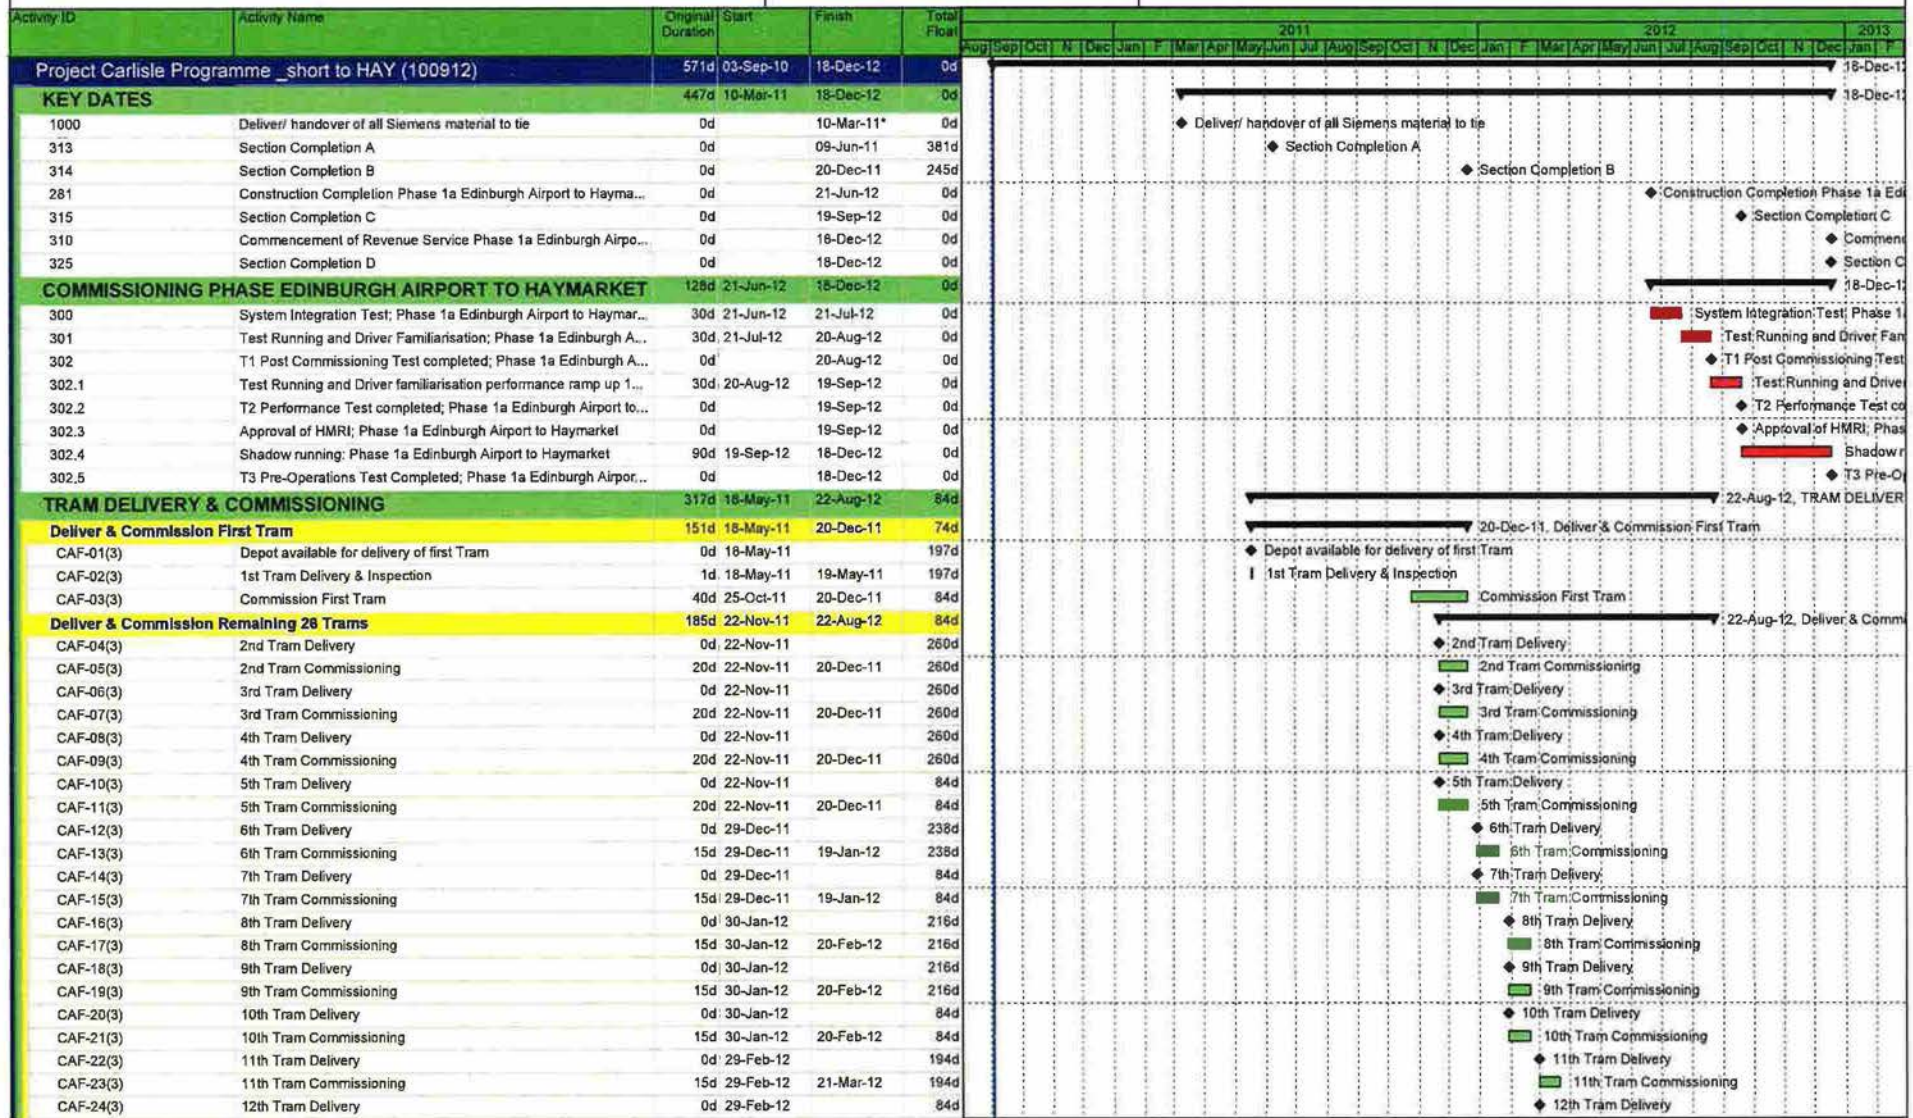 Activity ID Activity Name Original Duration Start Finish Total Float
2011 2012 2013
Aug Sep Oct N Dec Jan F Mar Apr May Jun Jul Aug Sep Oct N Dec Jan F Mar Apr May Jun Jul Aug Sep Oct N Dec Jan F
Project Carlisle Programme _short to HAY (100912) 571d 03-Sep-10 18-Dec-12 0d 18-Dec-1
KEY DATES 447d 10-Mar-11 18-Dec-12 0d 18-Dec-1
1000 Deliver/ handover of all Siemens material to tie 0d 10-Mar-11* 0d Deliver/ handover of all Siemens material to tie
313 Section Completion A 0d 09-Jun-11 381d Section Completion A
314 Section Completion B 0d 20-Dec-11 245d Section Completion B
281 Construction Completion Phase 1a Edinburgh Airport to Hayma... 0d 21-Jun-12 0d Construction Completion Phase 1a Edi
315 Section Completion C 0d 19-Sep-12 0d Section Completion C
310 Commencement of Revenue Service Phase 1a Edinburgh Airpo... 0d 18-Dec-12 0d Commenc
325 Section Completion D 0d 18-Dec-12 0d Section C
COMMISSIONING PHASE EDINBURGH AIRPORT TO HAYMARKET 128d 21-Jun-12 18-Dec-12 0d 18-Dec-1
300 System Integration Test; Phase 1a Edinburgh Airport to Haymar... 30d 21-Jun-12 21-Jul-12 0d System Integration Test; Phase 1
301 Test Running and Driver Familiarisation; Phase 1a Edinburgh A... 30d 21-Jul-12 20-Aug-12 0d Test Running and Driver Fam
302 T1 Post Commissioning Test completed; Phase 1a Edinburgh A... 0d 20-Aug-12 0d T1 Post Commissioning Test
302.1 Test Running and Driver familiarisation performance ramp up 1... 30d 20-Aug-12 19-Sep-12 0d Test Running and Drive
302.2 T2 Performance Test completed; Phase 1a Edinburgh Airport to... 0d 19-Sep-12 0d T2 Performance Test co
302.3 Approval of HMRI; Phase 1a Edinburgh Airport to Haymarket 0d 19-Sep-12 0d Approval of HMRI; Phas
302.4 Shadow running: Phase 1a Edinburgh Airport to Haymarket 90d 19-Sep-12 18-Dec-12 0d Shadow r
302.5 T3 Pre-Operations Test Completed; Phase 1a Edinburgh Airpor... 0d 18-Dec-12 0d T3 Pre-O
TRAM DELIVERY & COMMISSIONING 317d 18-May-11 22-Aug-12 84d 22-Aug-12, TRAM DELIVER
Deliver & Commission First Tram 151d 18-May-11 20-Dec-11 74d 20-Dec-11, Deliver & Commission First Tram
CAF-01(3) Depot available for delivery of first Tram 0d 18-May-11 197d Depot available for delivery of first Tram
CAF-02(3) 1st Tram Delivery & Inspection 1d 18-May-11 19-May-11 197d 1st Tram Delivery & Inspection
CAF-03(3) Commission First Tram 40d 25-Oct-11 20-Dec-11 84d Commission First Tram
Deliver & Commission Remaining 26 Trams 185d 22-Nov-11 22-Aug-12 84d 22-Aug-12, Deliver & Commi
CAF-04(3) 2nd Tram Delivery 0d 22-Nov-11 260d 2nd Tram Delivery
CAF-05(3) 2nd Tram Commissioning 20d 22-Nov-11 20-Dec-11 260d 2nd Tram Commissioning
CAF-06(3) 3rd Tram Delivery 0d 22-Nov-11 260d 3rd Tram Delivery
CAF-07(3) 3rd Tram Commissioning 20d 22-Nov-11 20-Dec-11 260d 3rd Tram Commissioning
CAF-08(3) 4th Tram Delivery 0d 22-Nov-11 260d 4th Tram Delivery
CAF-09(3) 4th Tram Commissioning 20d 22-Nov-11 20-Dec-11 260d 4th Tram Commissioning
CAF-10(3) 5th Tram Delivery 0d 22-Nov-11 84d 5th Tram Delivery
CAF-11(3) 5th Tram Commissioning 20d 22-Nov-11 20-Dec-11 84d 5th Tram Commissioning
CAF-12(3) 6th Tram Delivery 0d 29-Dec-11 238d 6th Tram Delivery
CAF-13(3) 6th Tram Commissioning 15d 29-Dec-11 19-Jan-12 238d 6th Tram Commissioning
CAF-14(3) 7th Tram Delivery 0d 29-Dec-11 84d 7th Tram Delivery
CAF-15(3) 7th Tram Commissioning 15d 29-Dec-11 19-Jan-12 84d 7th Tram Commissioning
CAF-16(3) 8th Tram Delivery 0d 30-Jan-12 216d 8th Tram Delivery
CAF-17(3) 8th Tram Commissioning 15d 30-Jan-12 20-Feb-12 216d 8th Tram Commissioning
CAF-18(3) 9th Tram Delivery 0d 30-Jan-12 216d 9th Tram Delivery
CAF-19(3) 9th Tram Commissioning 15d 30-Jan-12 20-Feb-12 216d 9th Tram Commissioning
CAF-20(3) 10th Tram Delivery 0d 30-Jan-12 84d 10th Tram Delivery
CAF-21(3) 10th Tram Commissioning 15d 30-Jan-12 20-Feb-12 84d 10th Tram Commissioning
CAF-22(3) 11th Tram Delivery 0d 29-Feb-12 194d 11th Tram Delivery
CAF-23(3) 11th Tram Commissioning 15d 29-Feb-12 21-Mar-12 194d 11th Tram Commissioning
CAF-24(3) 12th Tram Delivery 0d 29-Feb-12 84d 12th Tram Delivery